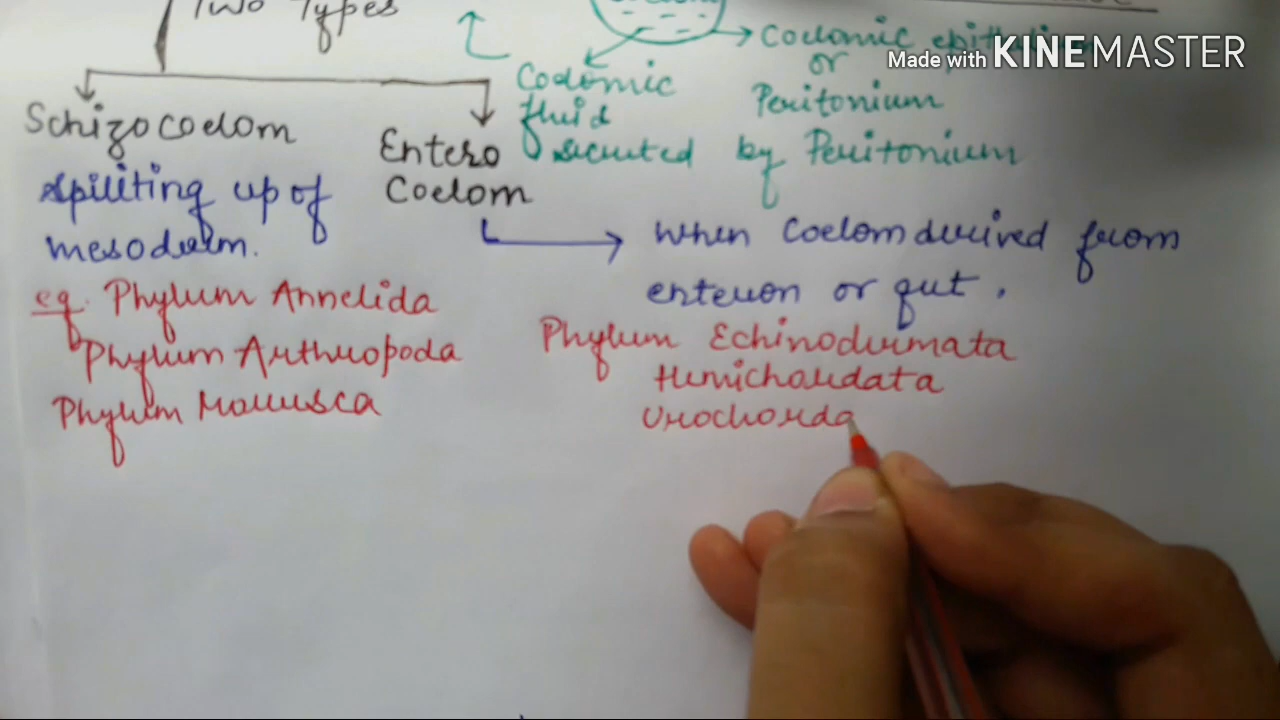 Two Types
Coelomic epithelium
or
Peritonium
Made with KINEMASTER
Coelomic
fluid
secreted by Peritonium
Schizocoelom
Entero
Coelom
spiliting up of
mesoderm.
When Coelom derived from
enteron or gut.
eg. Phylum Annelida
Phylum Arthropoda
Phylum Mollusca
Phylum Echinodermata
Hemichordata
Urochorda